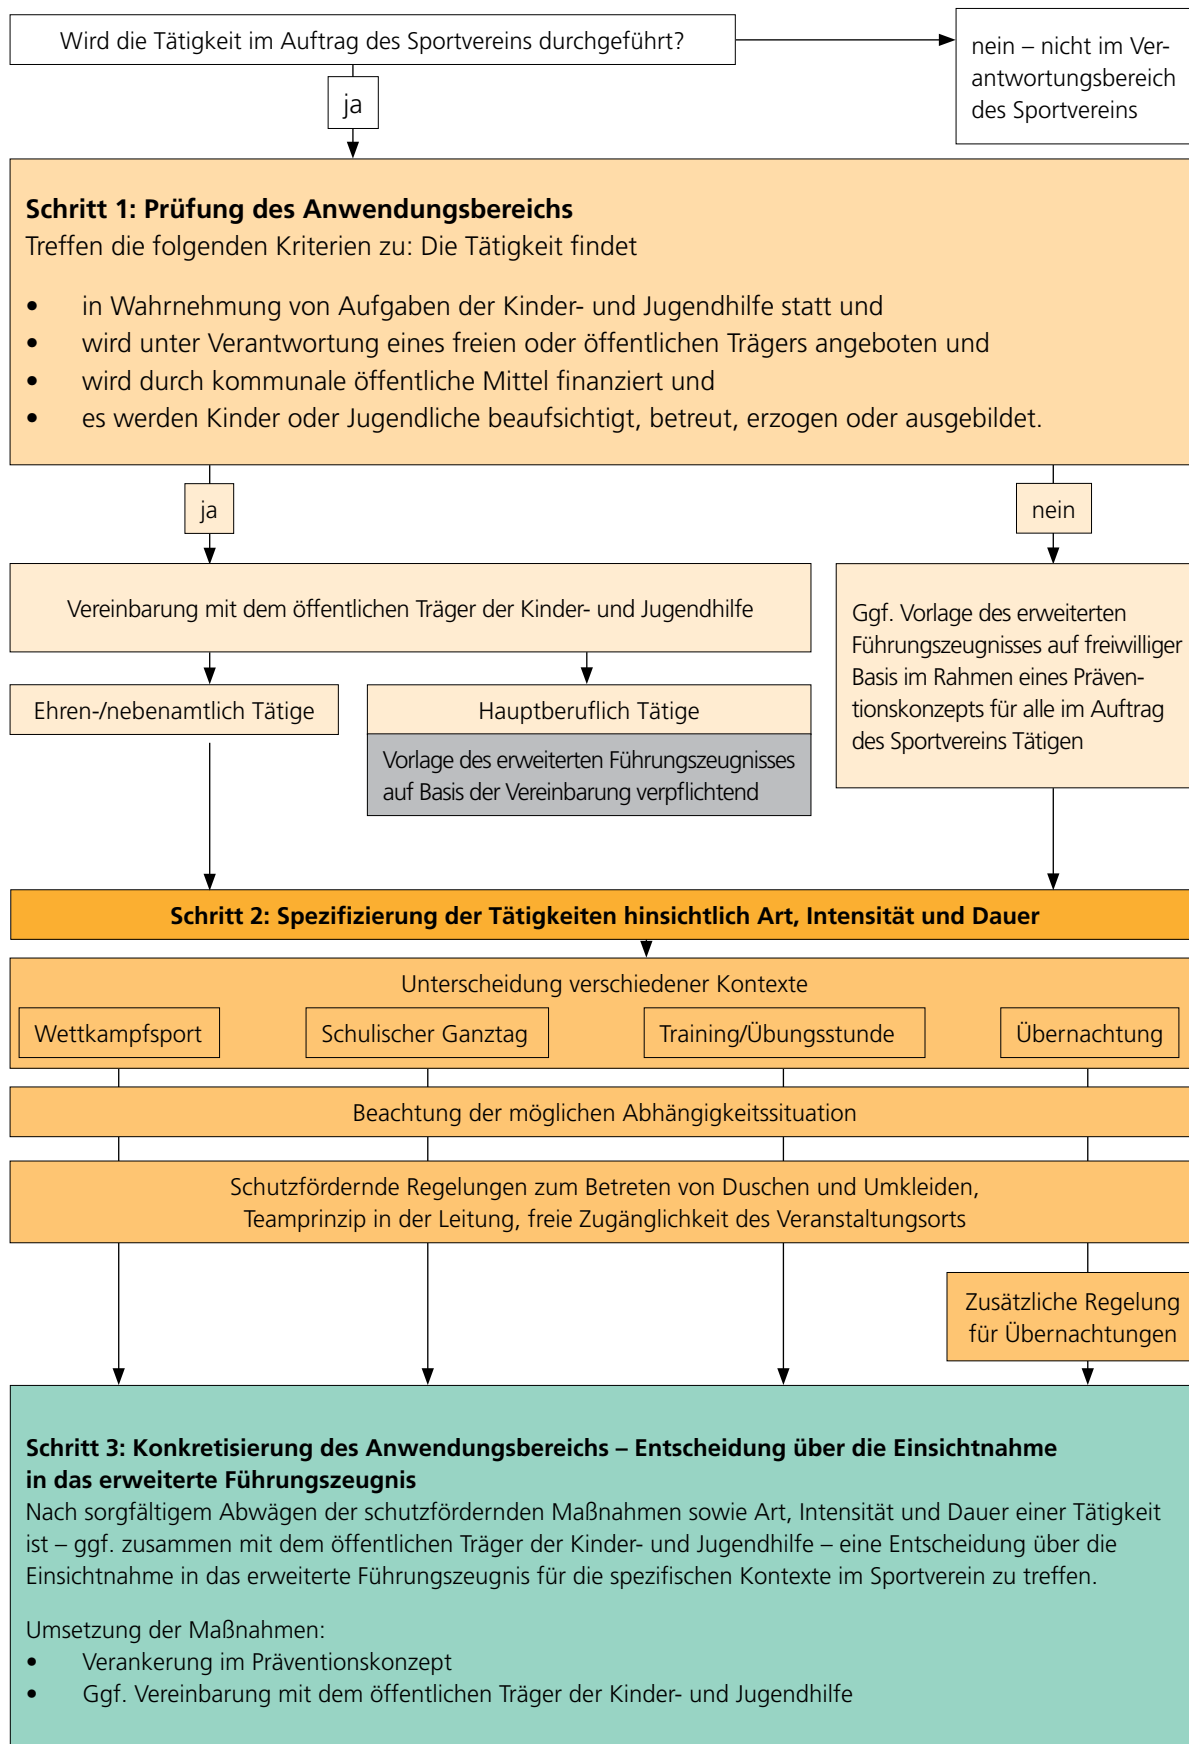 Wird die Tätigkeit im Auftrag des Sportvereins durchgeführt?
nein – nicht im Ver-
antwortungsbereich
des Sportvereins
ja
Schritt 1: Prüfung des Anwendungsbereichs
Treffen die folgenden Kriterien zu: Die Tätigkeit findet
• in Wahrnehmung von Aufgaben der Kinder- und Jugendhilfe statt und
• wird unter Verantwortung eines freien oder öffentlichen Trägers angeboten und
• wird durch kommunale öffentliche Mittel finanziert und
• es werden Kinder oder Jugendliche beaufsichtigt, betreut, erzogen oder ausgebildet.
ja
nein
Vereinbarung mit dem öffentlichen Träger der Kinder- und Jugendhilfe
Ehren-/nebenamtlich Tätige
Hauptberuflich Tätige
Vorlage des erweiterten Führungszeugnisses
auf Basis der Vereinbarung verpflichtend
Ggf. Vorlage des erweiterten
Führungszeugnisses auf freiwilliger
Basis im Rahmen eines Präven-
tionskonzepts für alle im Auftrag
des Sportvereins Tätigen
Schritt 2: Spezifizierung der Tätigkeiten hinsichtlich Art, Intensität und Dauer
Unterscheidung verschiedener Kontexte
Wettkampfsport
Schulischer Ganztag
Training/Übungsstunde
Übernachtung
Beachtung der möglichen Abhängigkeitssituation
Schutzfördernde Regelungen zum Betreten von Duschen und Umkleiden,
Teamprinzip in der Leitung, freie Zugänglichkeit des Veranstaltungsorts
Zusätzliche Regelung
für Übernachtungen
Schritt 3: Konkretisierung des Anwendungsbereichs – Entscheidung über die Einsichtnahme
in das erweiterte Führungszeugnis
Nach sorgfältigem Abwägen der schutzfördernden Maßnahmen sowie Art, Intensität und Dauer einer Tätigkeit
ist – ggf. zusammen mit dem öffentlichen Träger der Kinder- und Jugendhilfe – eine Entscheidung über die
Einsichtnahme in das erweiterte Führungszeugnis für die spezifischen Kontexte im Sportverein zu treffen.
Umsetzung der Maßnahmen:
• Verankerung im Präventionskonzept
• Ggf. Vereinbarung mit dem öffentlichen Träger der Kinder- und Jugendhilfe